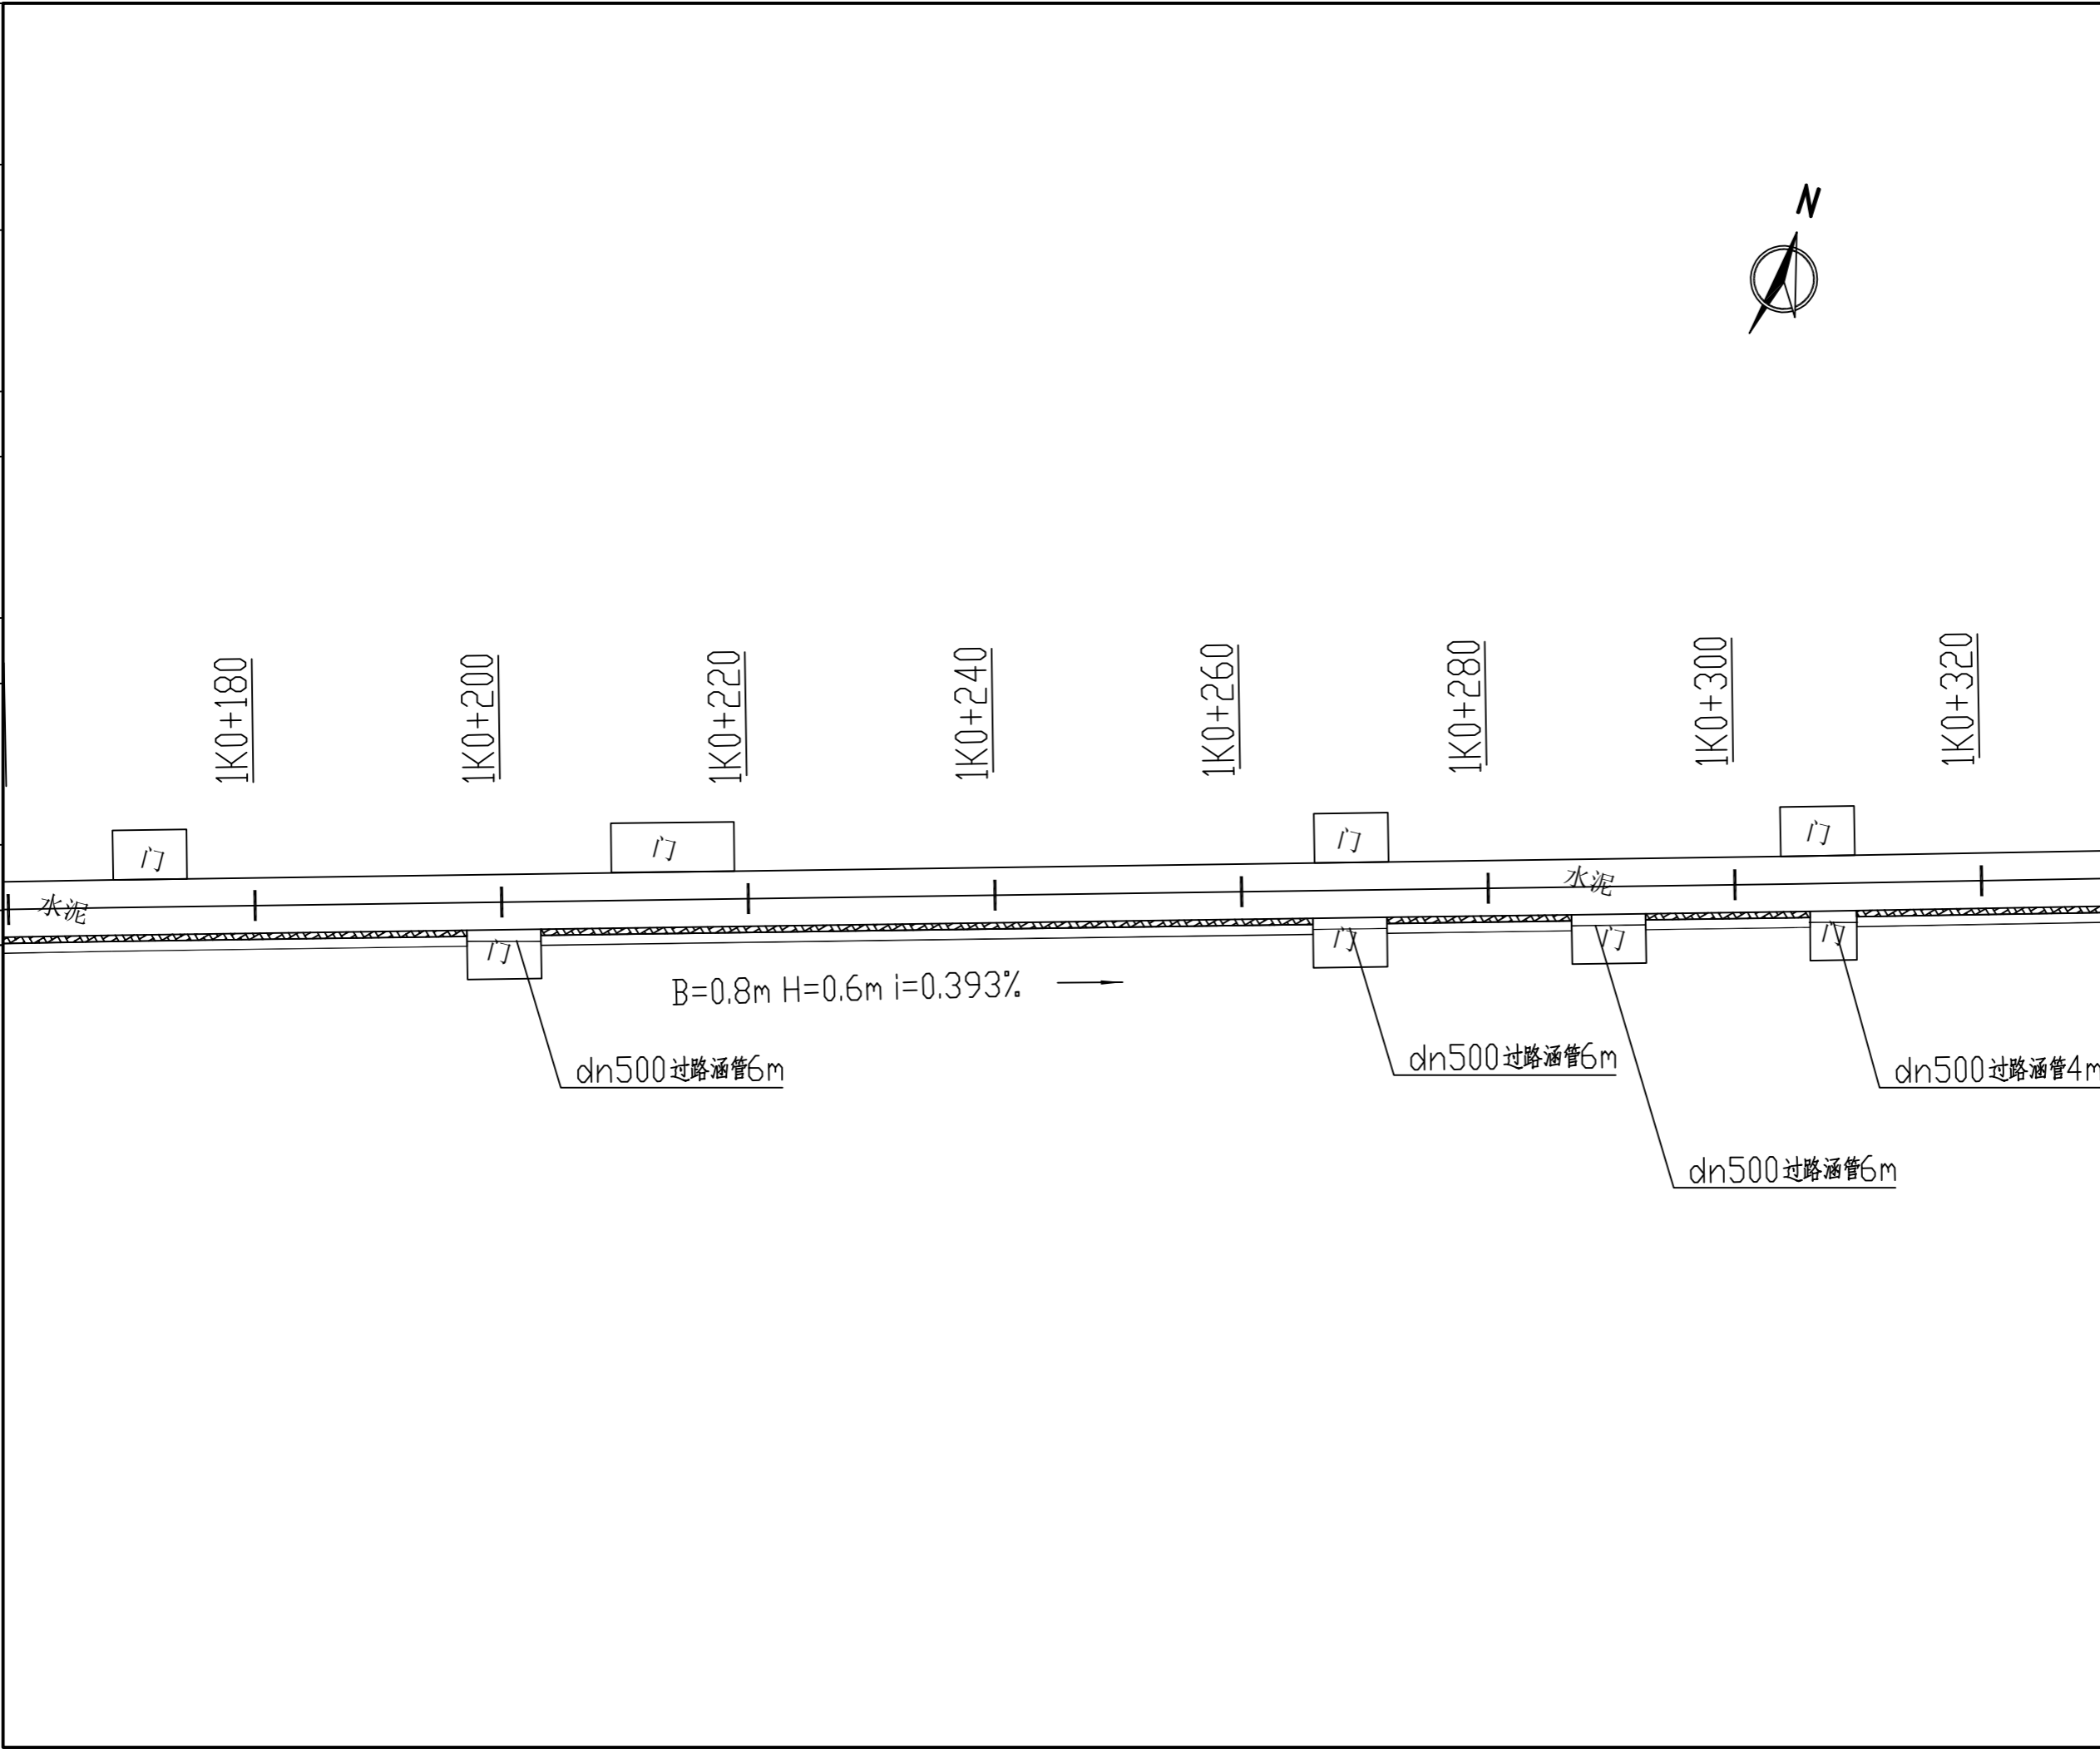 N
1K0+180
1K0+200
1K0+220
1K0+240
1K0+260
1K0+280
1K0+300
1K0+320
门
门
门
门
水泥
水泥
门
门
门
门
B=0.8m H=0.6m i=0.393%
dn500过路涵管6m
dn500过路涵管6m
dn500过路涵管4m
dn500过路涵管6m